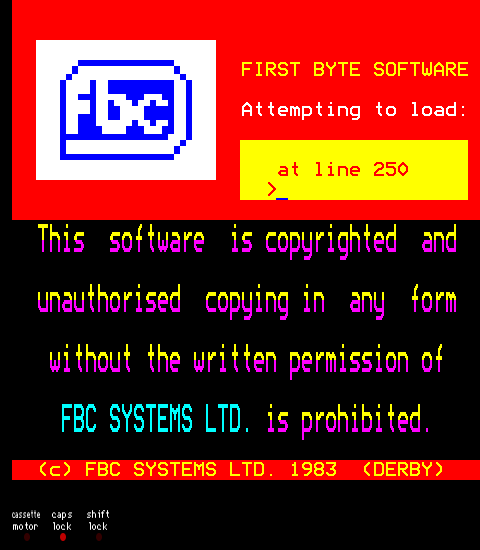 fbc
FIRST BYTE SOFTWARE
Attempting to load:
at line 250
>_
This software is copyrighted and
unauthorised copying in any form
without the written permission of
FBC SYSTEMS LTD. is prohibited.
(c) FBC SYSTEMS LTD. 1983 (DERBY)
cassette motor
caps lock
shift lock